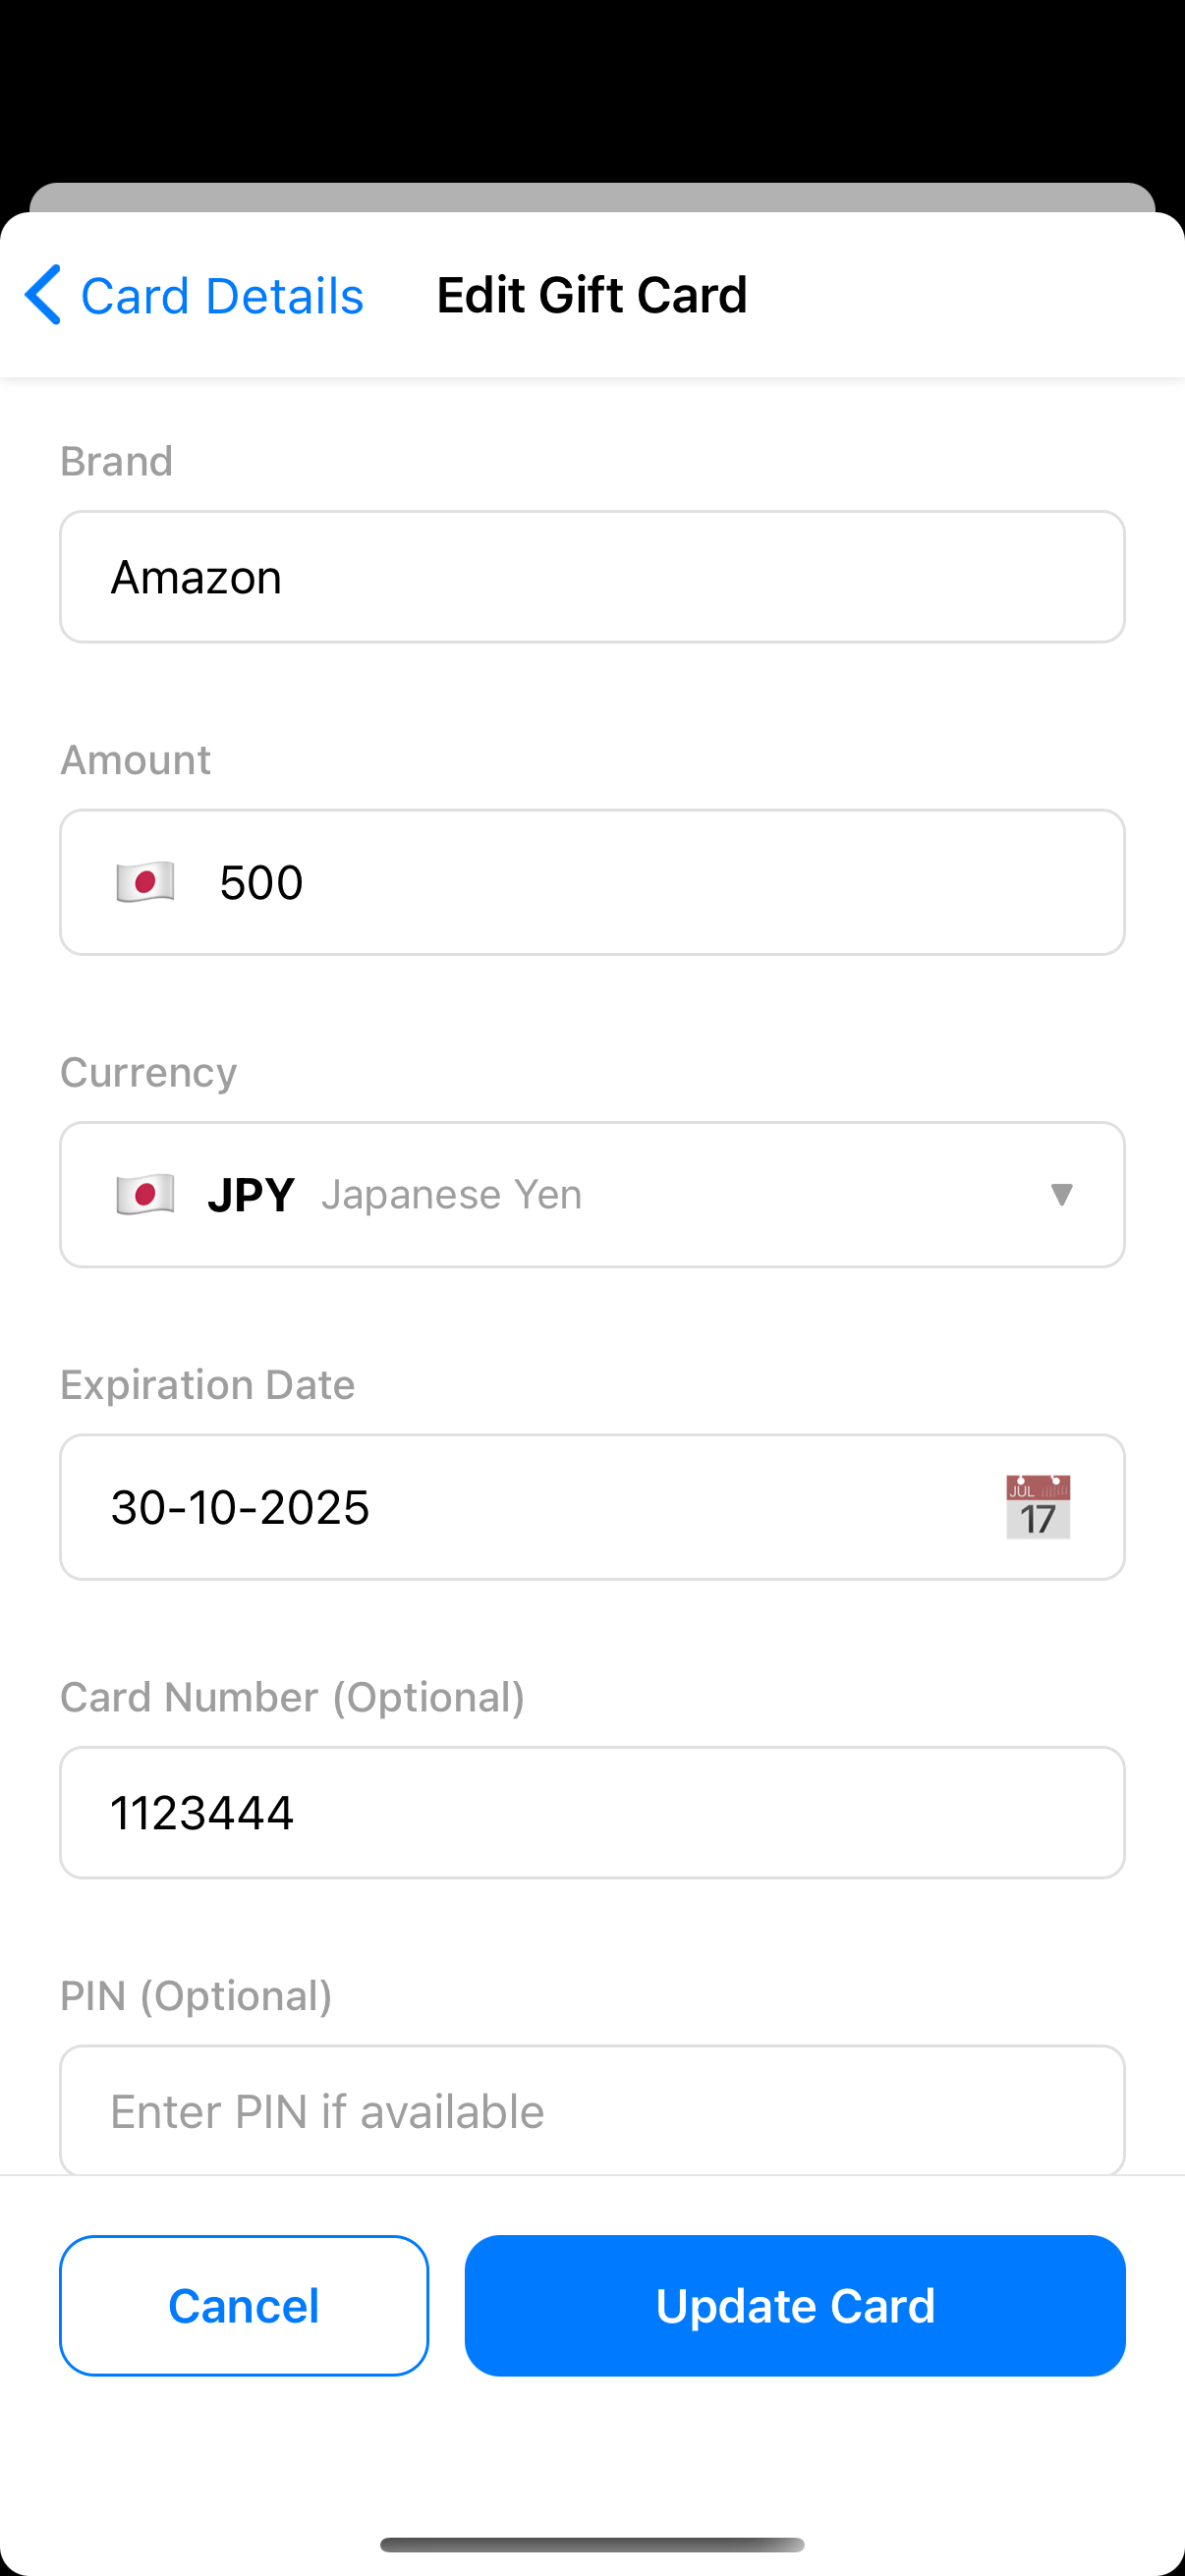 Card Details
Edit Gift Card
Brand
Amazon
Amount
500
Currency
JPY Japanese Yen
Expiration Date
30-10-2025
JUL
17
Card Number (Optional)
1123444
PIN (Optional)
Enter PIN if available
Cancel
Update Card